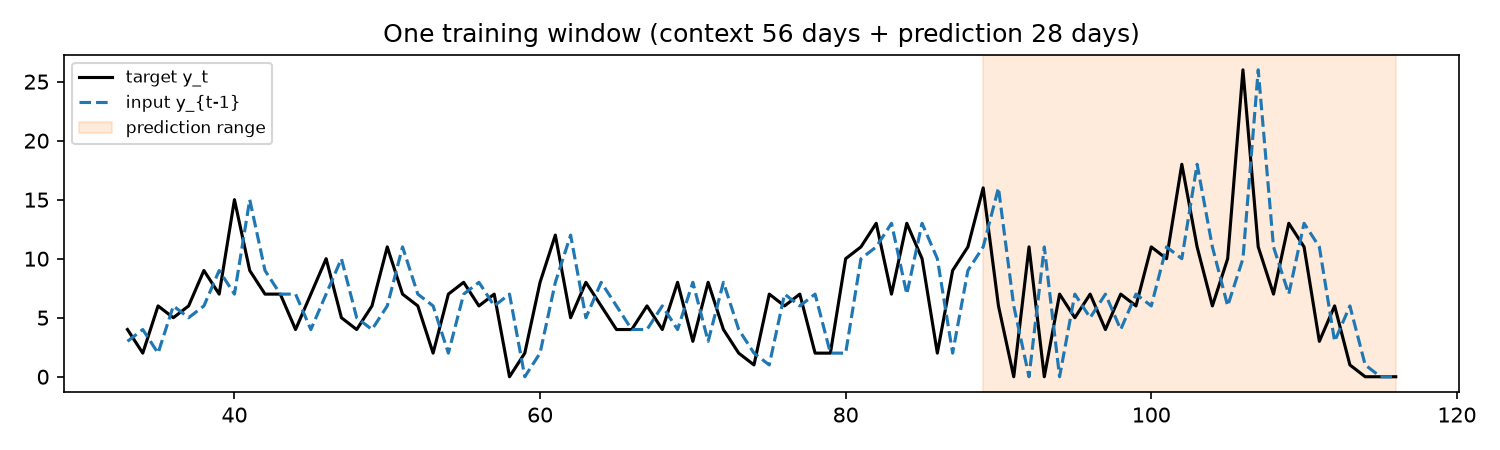 One training window (context 56 days + prediction 28 days)
target y_t
input y_{t-1}
prediction range
25
20
15
10
5
0
40
60
80
100
120